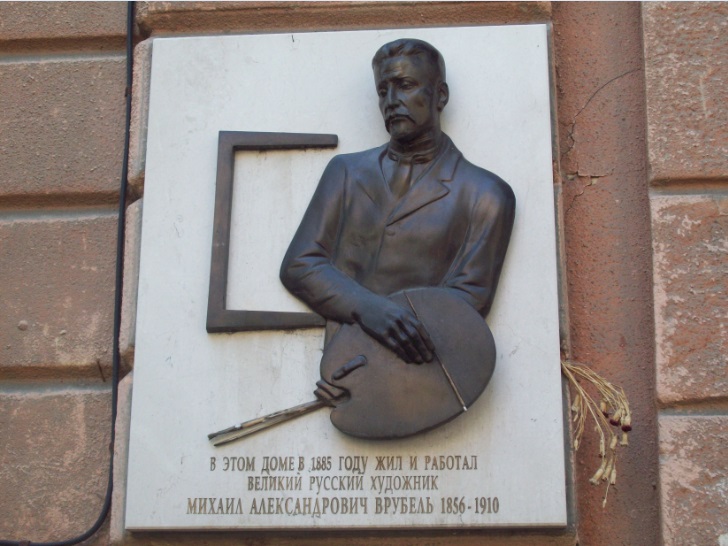 В ЭТОМ ДОМЕ В 1885 ГОДУ ЖИЛ И РАБОТАЛ
ВЕЛИКИЙ РУССКИЙ ХУДОЖНИК
МИХАИЛ АЛЕКСАНДРОВИЧ ВРУБЕЛЬ 1856-1910